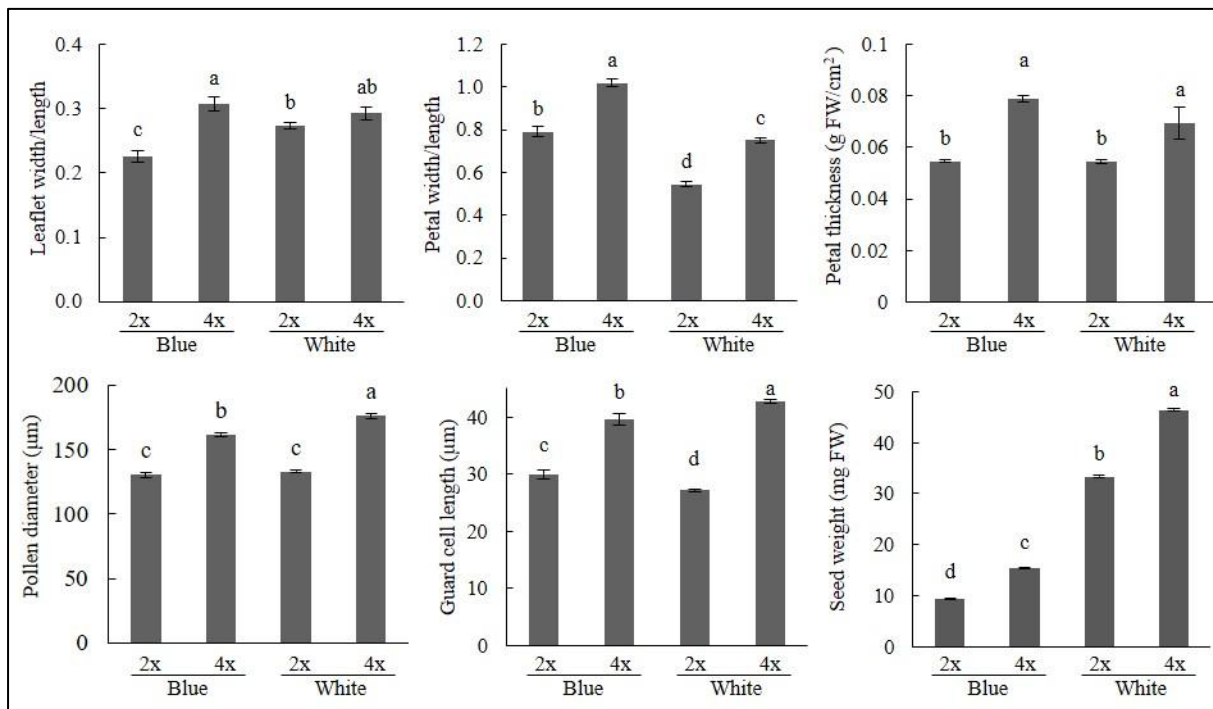 Leaflet width/length
0.4
0.3
0.2
0.1
0.0
c
a
b
ab
2x 4x 2x 4x
Blue White
Petal width/length
1.2
1.0
0.8
0.6
0.4
0.2
0.0
b
a
d
c
2x 4x 2x 4x
Blue White
Petal thickness (g FW/cm²)
0.1
0.08
0.06
0.04
0.02
0
b
a
b
a
2x 4x 2x 4x
Blue White
Pollen diameter (μm)
200
150
100
50
0
c
b
c
a
2x 4x 2x 4x
Blue White
Guard cell length (μm)
40
30
20
10
0
c
b
d
a
2x 4x 2x 4x
Blue White
Seed weight (mg FW)
50
40
30
20
10
0
d
c
b
a
2x 4x 2x 4x
Blue White